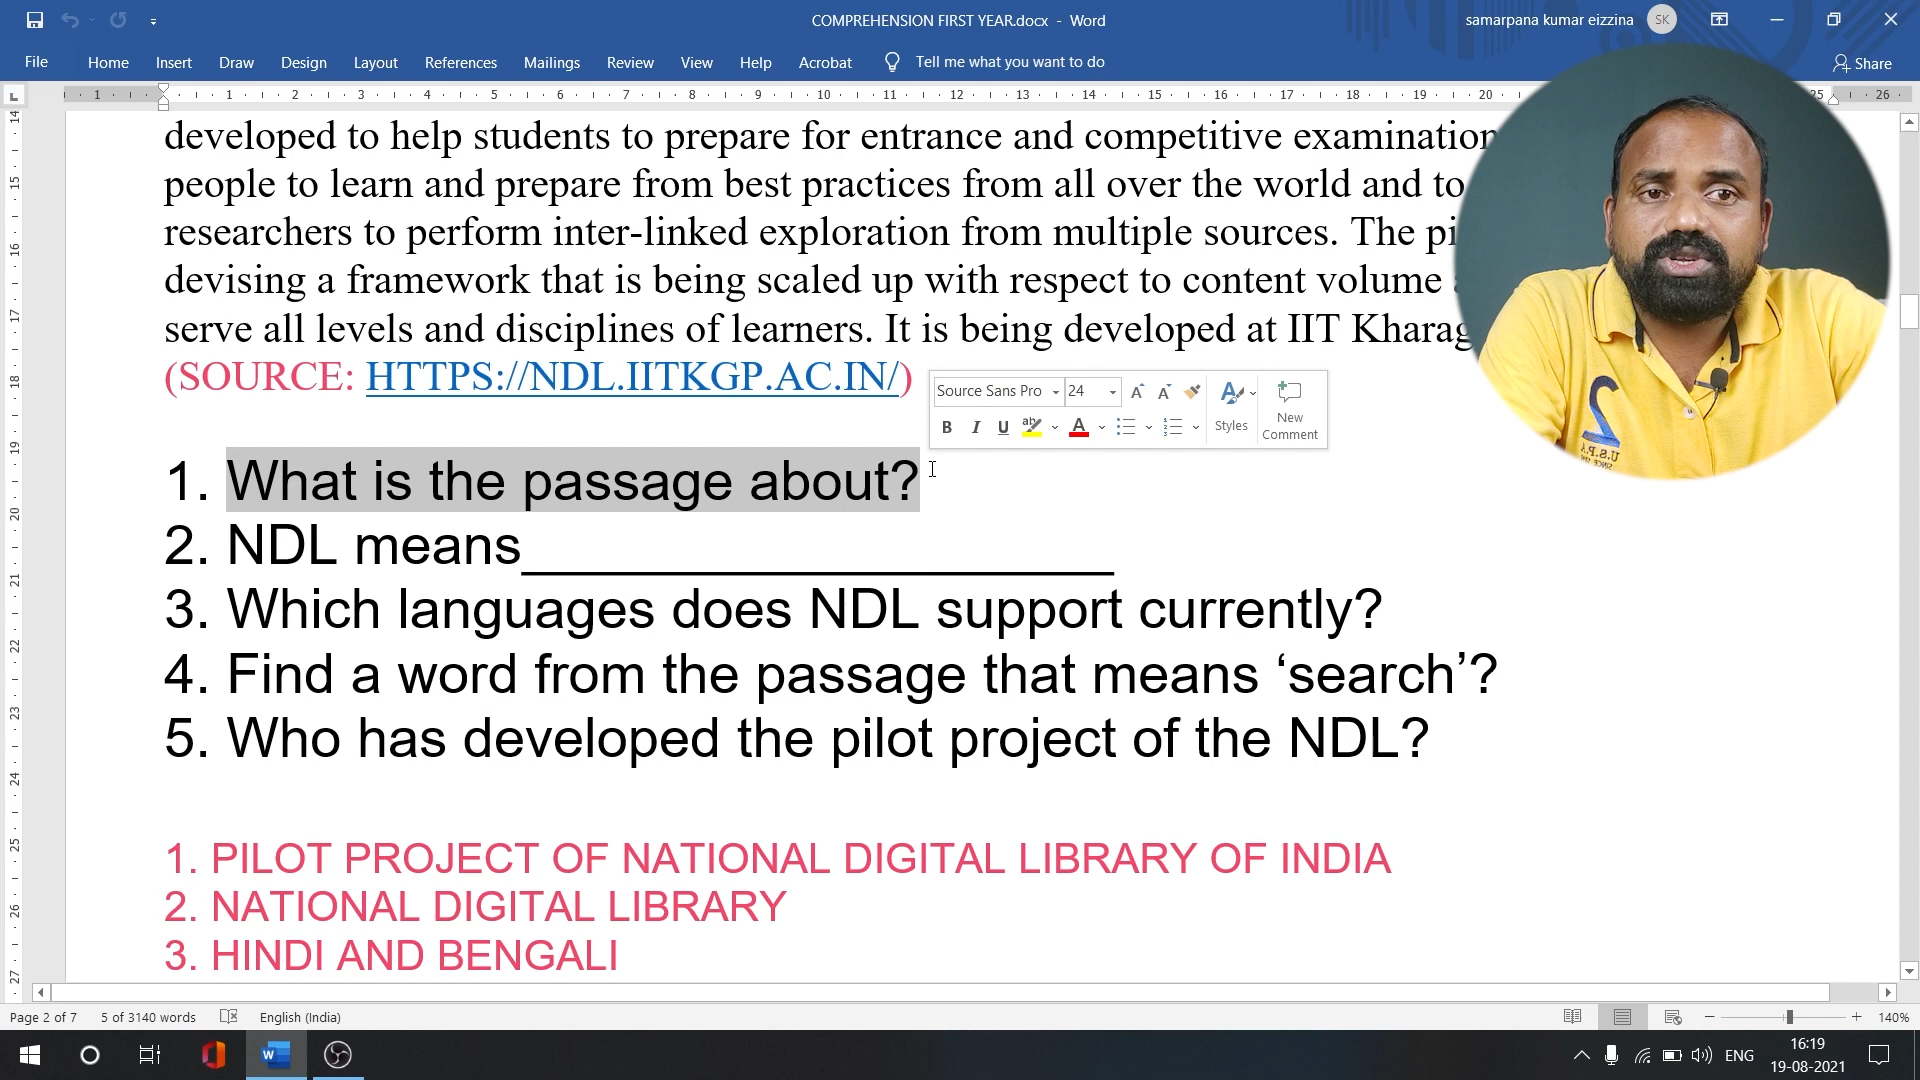 COMPREHENSION FIRST YEAR.docx - Word
samarpana kumar eizzina
SK
File Home Insert Draw Design Layout References Mailings Review View Help Acrobat Tell me what you want to do
Share
developed to help students to prepare for entrance and competitive examination
people to learn and prepare from best practices from all over the world and to
researchers to perform inter-linked exploration from multiple sources. The pi
devising a framework that is being scaled up with respect to content volume
serve all levels and disciplines of learners. It is being developed at IIT Kharag
(SOURCE: HTTPS://NDL.IITKGP.AC.IN/)
Source Sans Pro 24
B I U Styles New Comment
1. What is the passage about?
2. NDL means______________________
3. Which languages does NDL support currently?
4. Find a word from the passage that means ‘search’?
5. Who has developed the pilot project of the NDL?
1. PILOT PROJECT OF NATIONAL DIGITAL LIBRARY OF INDIA
2. NATIONAL DIGITAL LIBRARY
3. HINDI AND BENGALI
Page 2 of 7 5 of 3140 words English (India) 140%
ENG
16:19
19-08-2021